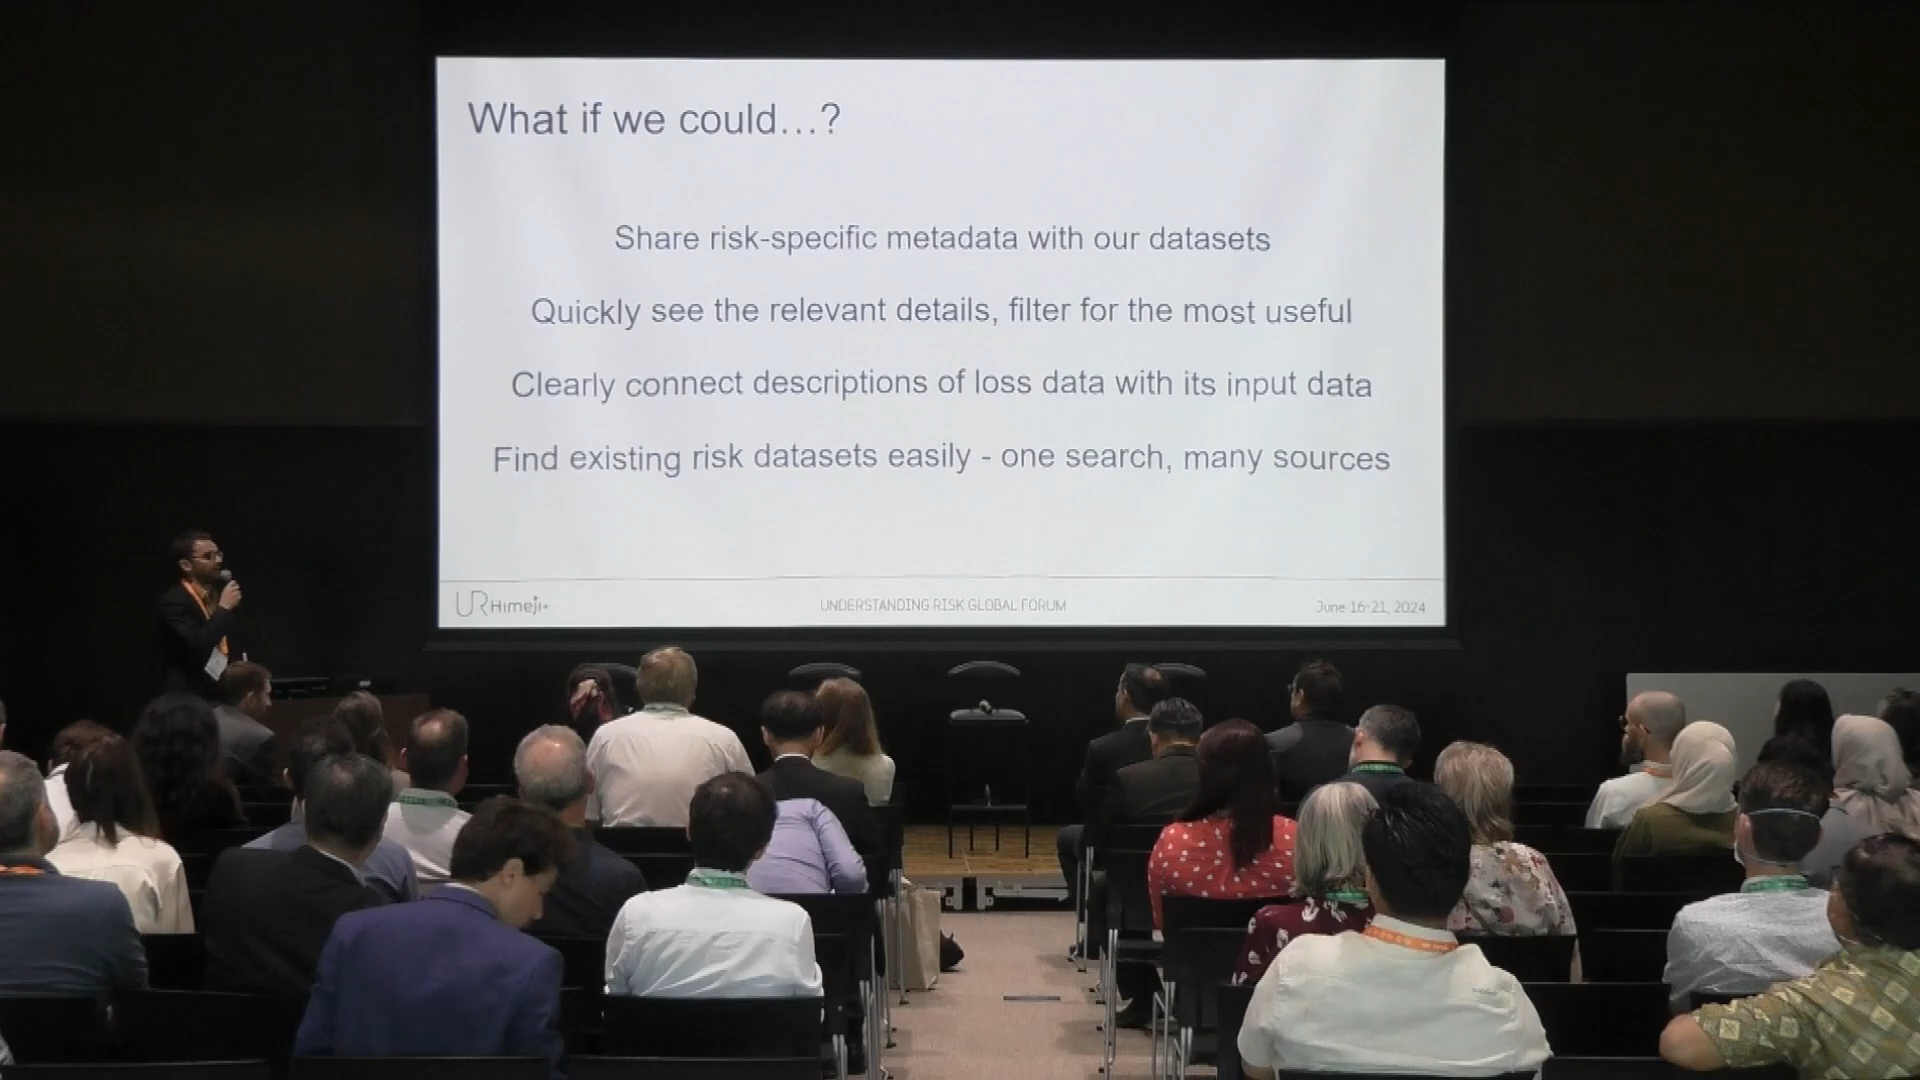 What if we could...?
Share risk-specific metadata with our datasets
Quickly see the relevant details, filter for the most useful
Clearly connect descriptions of loss data with its input data
Find existing risk datasets easily - one search, many sources
UR Himeji
UNDERSTANDING RISK GLOBAL FORUM
June 16-21, 2024